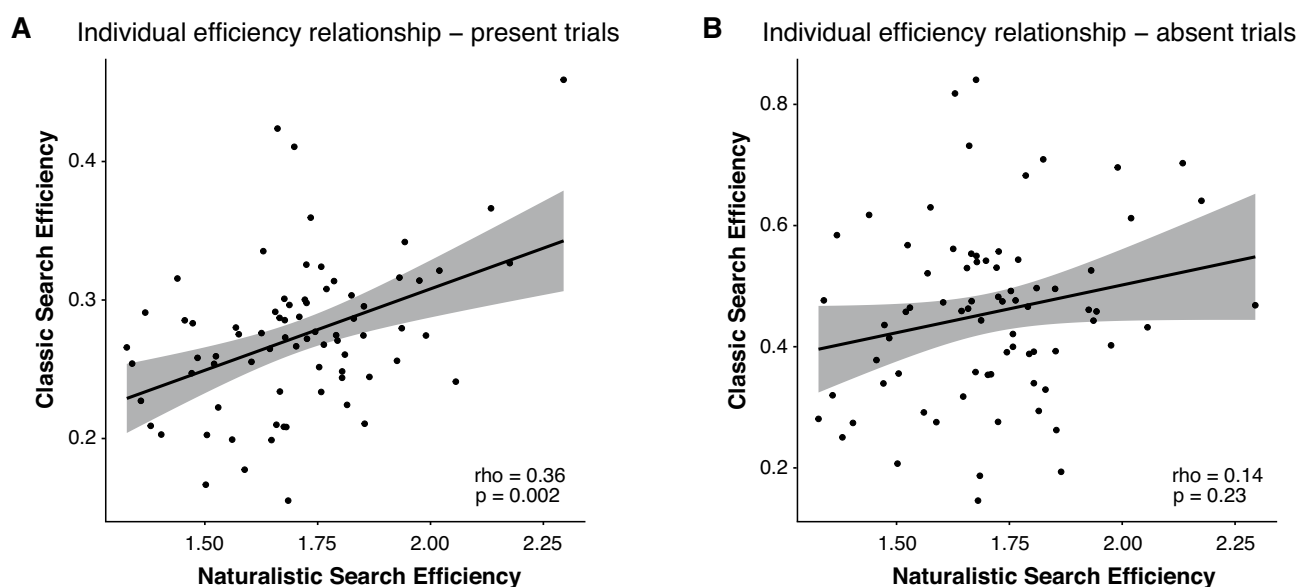 A Individual efficiency relationship – present trials
Classic Search Efficiency
0.4
0.3
0.2
rho = 0.36
p = 0.002
1.50 1.75 2.00 2.25
Naturalistic Search Efficiency
B Individual efficiency relationship – absent trials
Classic Search Efficiency
0.8
0.6
0.4
0.2
rho = 0.14
p = 0.23
1.50 1.75 2.00 2.25
Naturalistic Search Efficiency